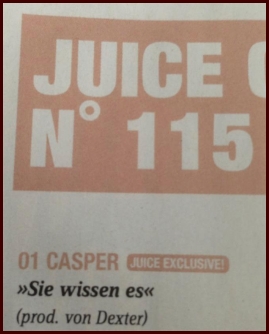 JUICE
N° 115
01 CASPER JUICE EXCLUSIVE!
»Sie wissen es«
(prod. von Dexter)